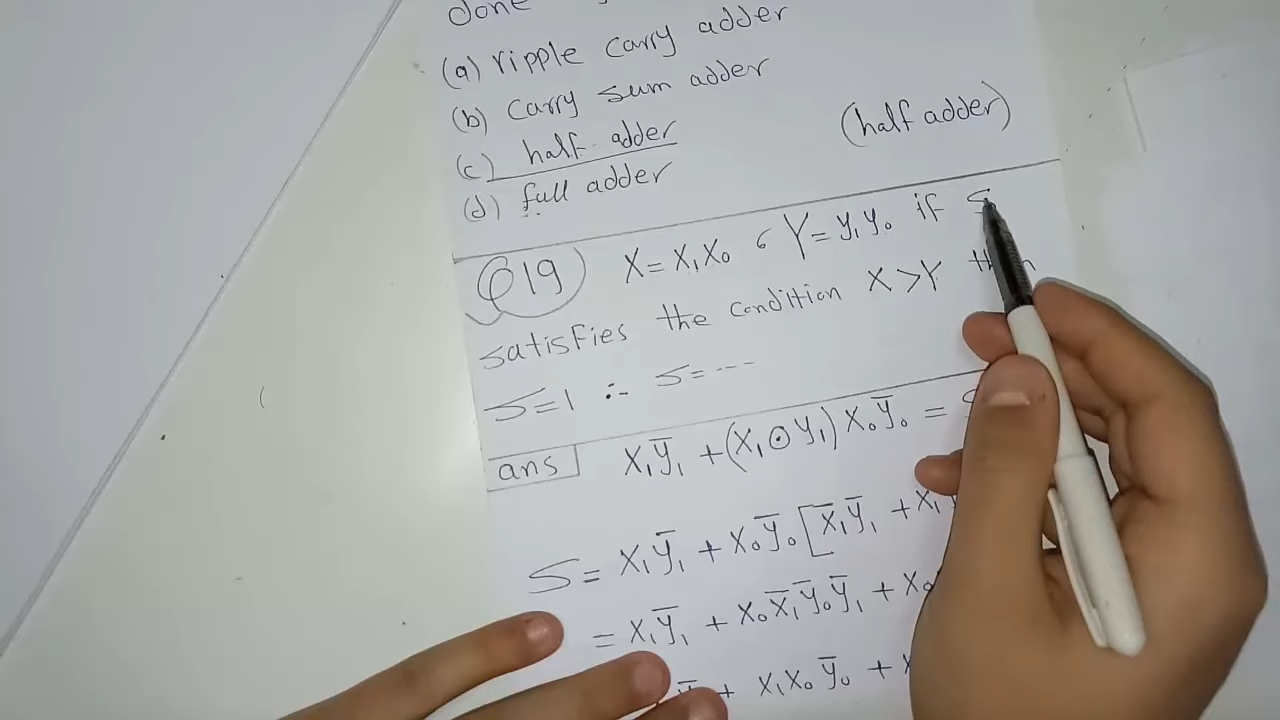 done
(a) ripple carry adder
(b) carry sum adder
(c) half adder
(half adder)
(d) full adder
Q19 X = X₁X₀ , Y = Y₁Y₀ if S
satisfies the condition X > Y then
S = 1 ∴ S = ---
ans X₁Y̅₁ + (X₁⊙Y₁) X₀Y̅₀ = S
S = X₁Y̅₁ + X₀Y̅₀ [X̅₁Y̅₁ + X₁
= X₁Y̅₁ + X₀X̅₁Y̅₀Y̅₁ + X₀
+ X₁X₀Y̅₀ +